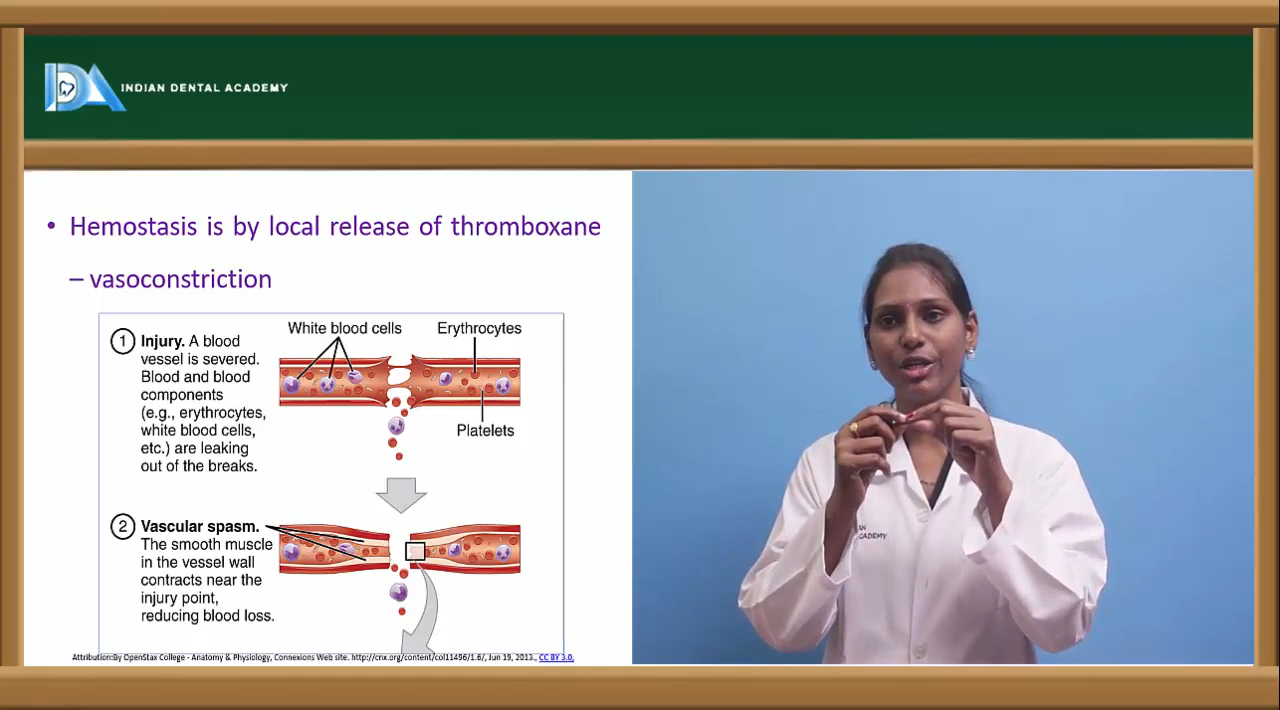 INDIAN DENTAL ACADEMY
• Hemostasis is by local release of thromboxane
– vasoconstriction
1 Injury. A blood
vessel is severed.
Blood and blood
components
(e.g., erythrocytes,
white blood cells,
etc.) are leaking
out of the breaks.
White blood cells
Erythrocytes
Platelets
2 Vascular spasm.
The smooth muscle
in the vessel wall
contracts near the
injury point,
reducing blood loss.
Attribution:By OpenStax College - Anatomy & Physiology, Connexions Web site. http://cnx.org/content/col11496/1.6/, Jun 19, 2013., CC BY 3.0,